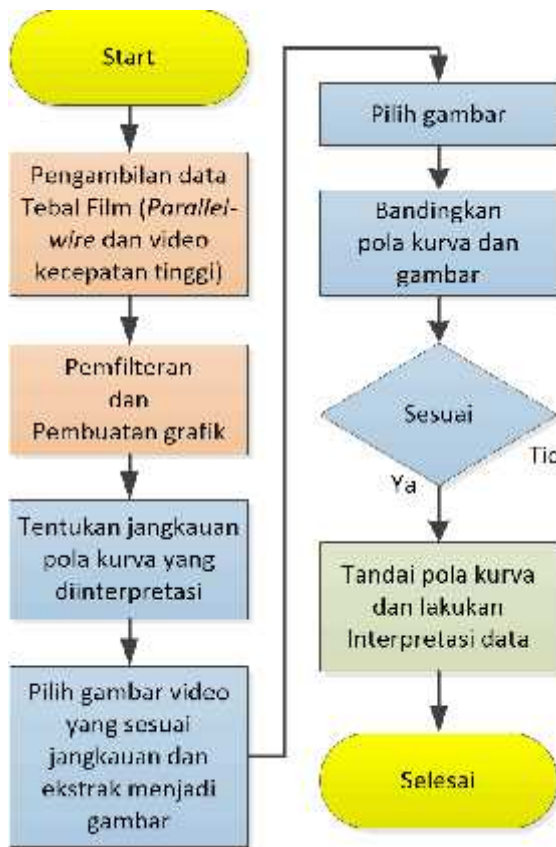 Start
Pengambilan data
Tebal Film (Parallel-
wire dan video
kecepatan tinggi)
Pemfilteran
dan
Pembuatan grafik
Tentukan jangkauan
pola kurva yang
diinterpretasi
Pilih gambar video
yang sesuai
jangkauan dan
ekstrak menjadi
gambar
Pilih gambar
Bandingkan
pola kurva dan
gambar
Sesuai
Ya
Tandai pola kurva
dan lakukan
Interpretasi data
Selesai